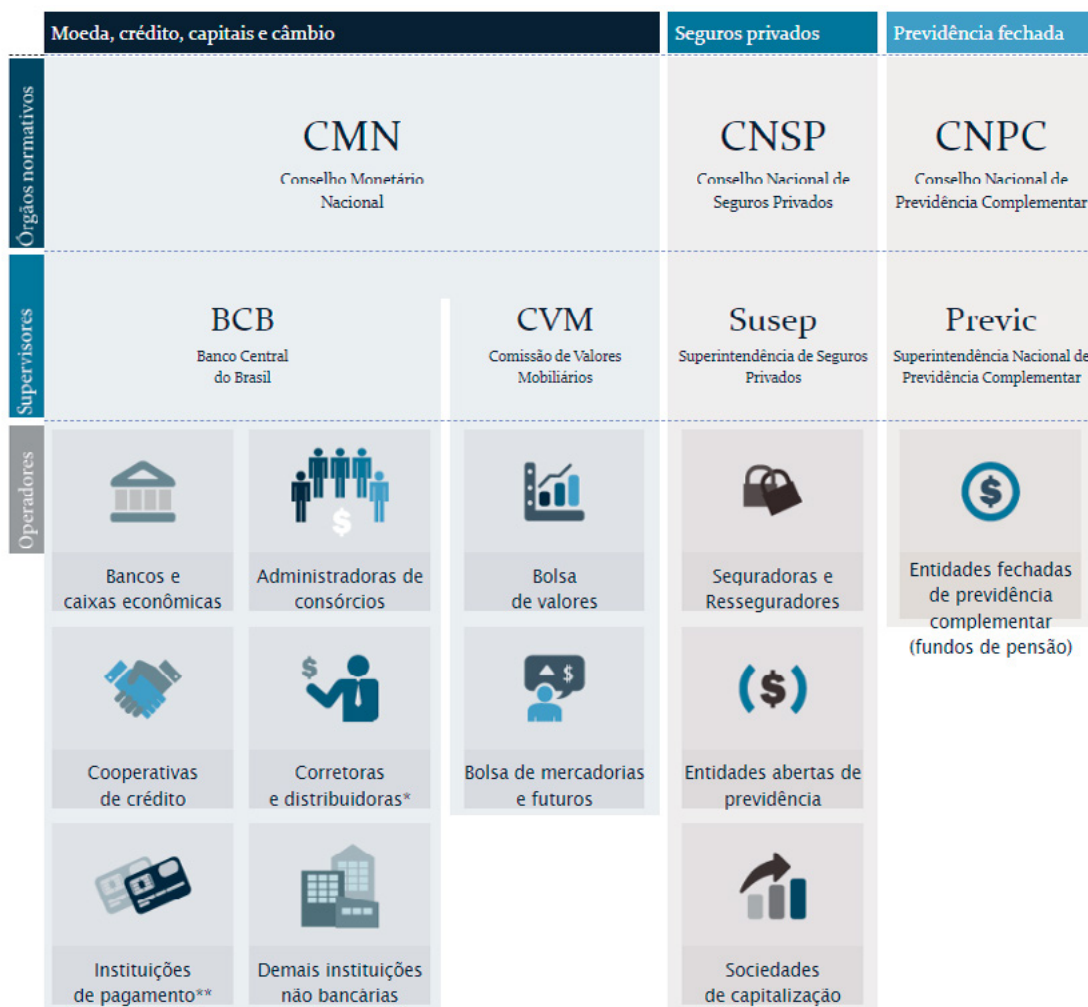 Moeda, crédito, capitais e câmbio
Seguros privados
Previdência fechada
Órgãos normativos
CMN
Conselho Monetário
Nacional
CNSP
Conselho Nacional de
Seguros Privados
CNPC
Conselho Nacional de
Previdência Complementar
Supervisores
BCB
Banco Central
do Brasil
CVM
Comissão de Valores
Mobiliários
Susep
Superintendência de Seguros
Privados
Previc
Superintendência Nacional de
Previdência Complementar
Operadores
Bancos e
caixas econômicas
$
Administradoras de
consórcios
Bolsa
de valores
Seguradoras e
Resseguradores
$
Entidades fechadas
de previdência
complementar
(fundos de pensão)
Cooperativas
de crédito
$
Corretoras
e distribuidoras*
$
Bolsa de mercadorias
e futuros
($)
Entidades abertas de
previdência
Instituições
de pagamento**
Demais instituições
não bancárias
Sociedades
de capitalização